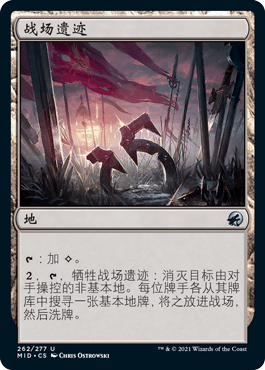 战场遗迹
地
：加 。
2，，牺牲战场遗迹：消灭目标由对
手操控的非基本地。每位牌手各从其牌
库中搜寻一张基本地牌，将之放进战场，
然后洗牌。
262/277 U
MID • CS CHRIS OSTROWSKI
™ & © 2021 Wizards of the Coast